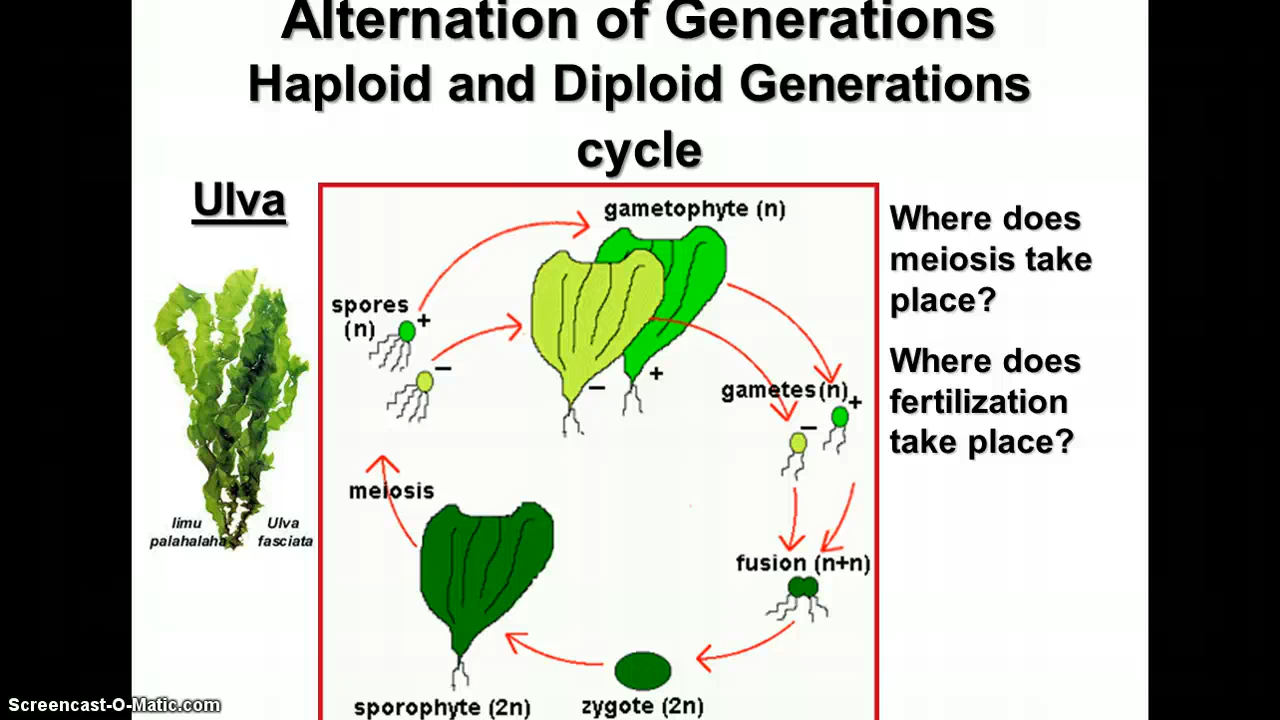 Alternation of Generations
Haploid and Diploid Generations
cycle
Ulva
limu
palahalaha
Ulva
fasciata
gametophyte (n)
spores
(n)
+
−
−
+
gametes(n)
+
−
meiosis
fusion (n+n)
sporophyte (2n)
zygote (2n)
Where does
meiosis take
place?
Where does
fertilization
take place?
Screencast-O-Matic.com